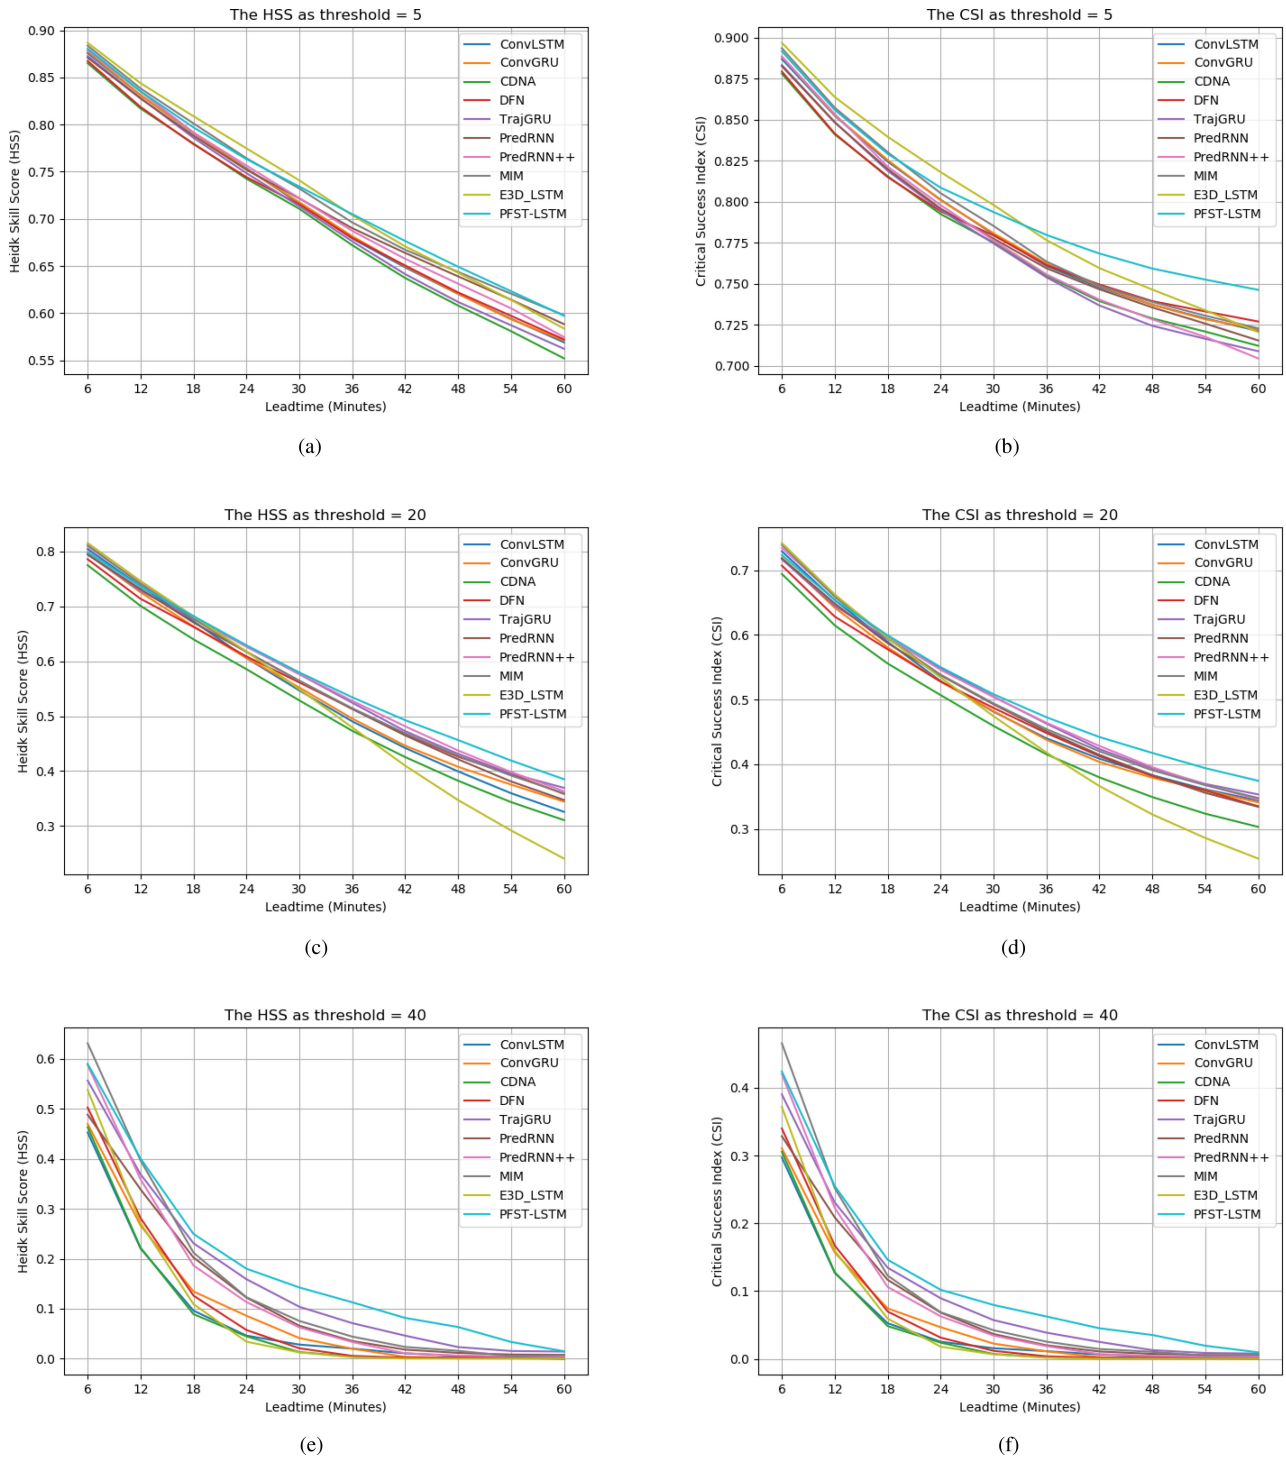 The HSS as threshold = 5
Heidk Skill Score (HSS)
0.90
0.85
0.80
0.75
0.70
0.65
0.60
0.55
ConvLSTM
ConvGRU
CDNA
DFN
TrajGRU
PredRNN
PredRNN++
MIM
E3D_LSTM
PFST-LSTM
6 12 18 24 30 36 42 48 54 60
Leadtime (Minutes)
(a)
The CSI as threshold = 5
Critical Success Index (CSI)
0.900
0.875
0.850
0.825
0.800
0.775
0.750
0.725
0.700
ConvLSTM
ConvGRU
CDNA
DFN
TrajGRU
PredRNN
PredRNN++
MIM
E3D_LSTM
PFST-LSTM
6 12 18 24 30 36 42 48 54 60
Leadtime (Minutes)
(b)
The HSS as threshold = 20
Heidk Skill Score (HSS)
0.8
0.7
0.6
0.5
0.4
0.3
ConvLSTM
ConvGRU
CDNA
DFN
TrajGRU
PredRNN
PredRNN++
MIM
E3D_LSTM
PFST-LSTM
6 12 18 24 30 36 42 48 54 60
Leadtime (Minutes)
(c)
The CSI as threshold = 20
Critical Success Index (CSI)
0.7
0.6
0.5
0.4
0.3
ConvLSTM
ConvGRU
CDNA
DFN
TrajGRU
PredRNN
PredRNN++
MIM
E3D_LSTM
PFST-LSTM
6 12 18 24 30 36 42 48 54 60
Leadtime (Minutes)
(d)
The HSS as threshold = 40
Heidk Skill Score (HSS)
0.6
0.5
0.4
0.3
0.2
0.1
0.0
ConvLSTM
ConvGRU
CDNA
DFN
TrajGRU
PredRNN
PredRNN++
MIM
E3D_LSTM
PFST-LSTM
6 12 18 24 30 36 42 48 54 60
Leadtime (Minutes)
(e)
The CSI as threshold = 40
Critical Success Index (CSI)
0.4
0.3
0.2
0.1
0.0
ConvLSTM
ConvGRU
CDNA
DFN
TrajGRU
PredRNN
PredRNN++
MIM
E3D_LSTM
PFST-LSTM
6 12 18 24 30 36 42 48 54 60
Leadtime (Minutes)
(f)